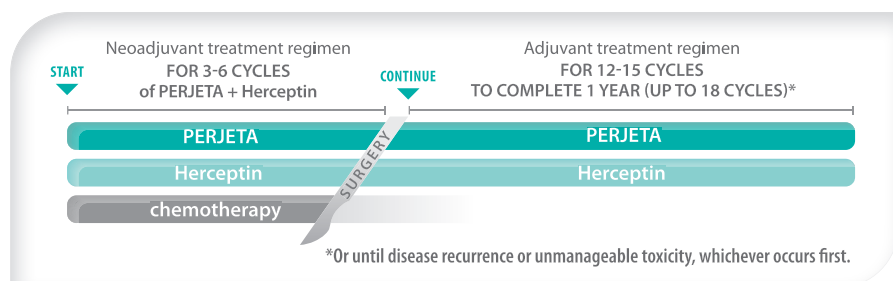 Neoadjuvant treatment regimen
FOR 3-6 CYCLES
of PERJETA + Herceptin
START
CONTINUE
Adjuvant treatment regimen
FOR 12-15 CYCLES
TO COMPLETE 1 YEAR (UP TO 18 CYCLES)*
PERJETA
PERJETA
Herceptin
Herceptin
chemotherapy
SURGERY
*Or until disease recurrence or unmanageable toxicity, whichever occurs first.